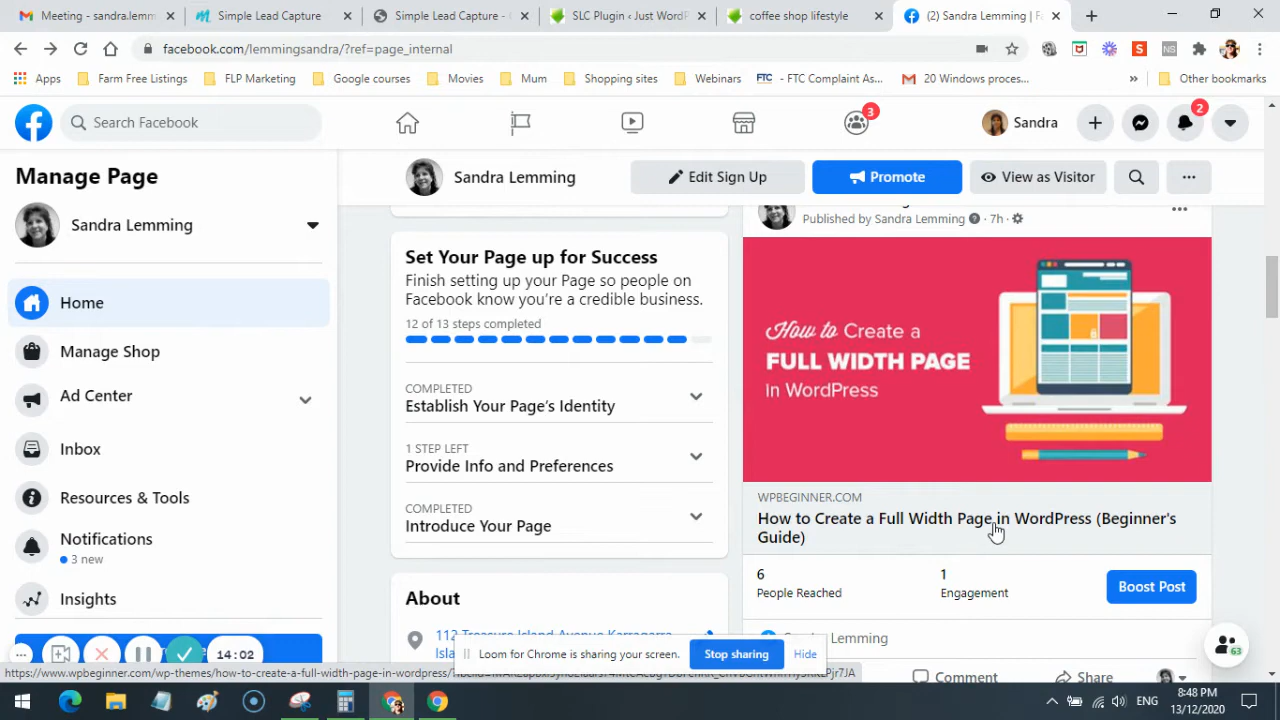 Meeting - sandra.lemm
Simple Lead Capture
Simple Lead Capture -
SLC Plugin ‹ Just WordP
coffee shop lifestyle
(2) Sandra Lemming | Fa
facebook.com/lemmingsandra/?ref=page_internal
Apps
Farm Free Listings
FLP Marketing
Google courses
Movies
Mum
Shopping sites
Webinars
FTC - FTC Complaint As...
20 Windows proces...
Other bookmarks
Search Facebook
3
Sandra
2
Manage Page
Sandra Lemming
Edit Sign Up
Promote
View as Visitor
Sandra Lemming
Published by Sandra Lemming · 7h ·
Home
Manage Shop
Ad Center
Inbox
Resources & Tools
Notifications
3 new
Insights
Set Your Page up for Success
Finish setting up your Page so people on
Facebook know you're a credible business.
12 of 13 steps completed
COMPLETED
Establish Your Page's Identity
1 STEP LEFT
Provide Info and Preferences
COMPLETED
Introduce Your Page
About
112 Treasure Island Avenue Karragarra
How to Create a
FULL WIDTH PAGE
in WordPress
WPBEGINNER.COM
How to Create a Full Width Page in WordPress (Beginner's
Guide)
6
People Reached
1
Engagement
Boost Post
Lemming
Comment
Share
63
14:02
Loom for Chrome is sharing your screen.
Stop sharing
Hide
ENG
8:48 PM
13/12/2020